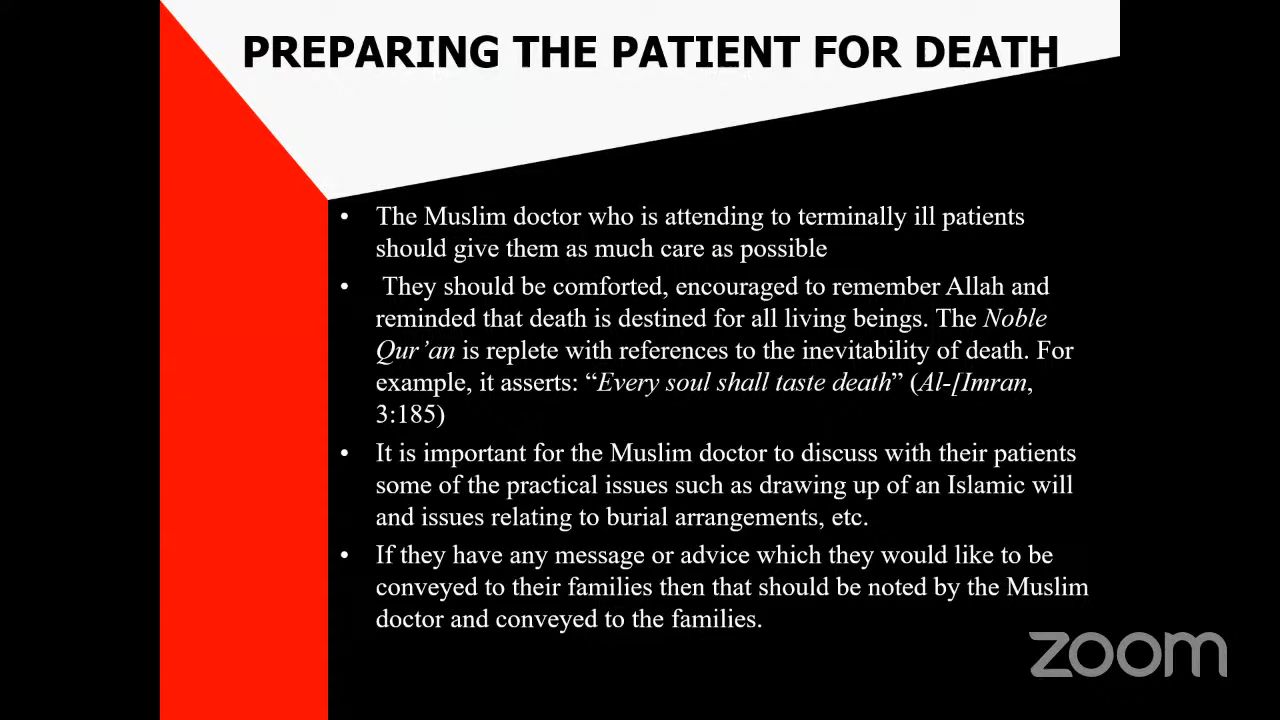 PREPARING THE PATIENT FOR DEATH
• The Muslim doctor who is attending to terminally ill patients
should give them as much care as possible
• They should be comforted, encouraged to remember Allah and
reminded that death is destined for all living beings. The Noble
Qur’an is replete with references to the inevitability of death. For
example, it asserts: “Every soul shall taste death” (Al-[Imran,
3:185)
• It is important for the Muslim doctor to discuss with their patients
some of the practical issues such as drawing up of an Islamic will
and issues relating to burial arrangements, etc.
• If they have any message or advice which they would like to be
conveyed to their families then that should be noted by the Muslim
doctor and conveyed to the families.
zoom